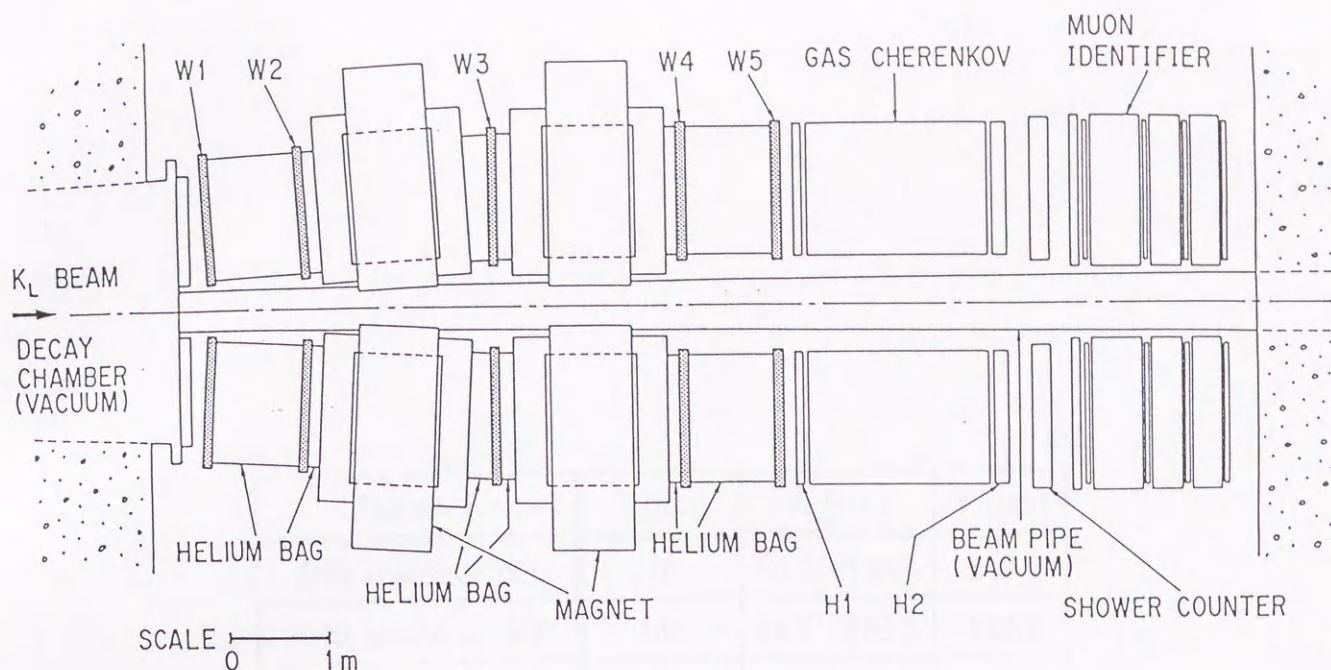 W1
W2
W3
W4
W5
GAS CHERENKOV
MUON
IDENTIFIER
K_L BEAM
DECAY
CHAMBER
(VACUUM)
HELIUM BAG
HELIUM BAG
MAGNET
HELIUM BAG
H1
H2
BEAM PIPE
(VACUUM)
SHOWER COUNTER
SCALE
0
1m